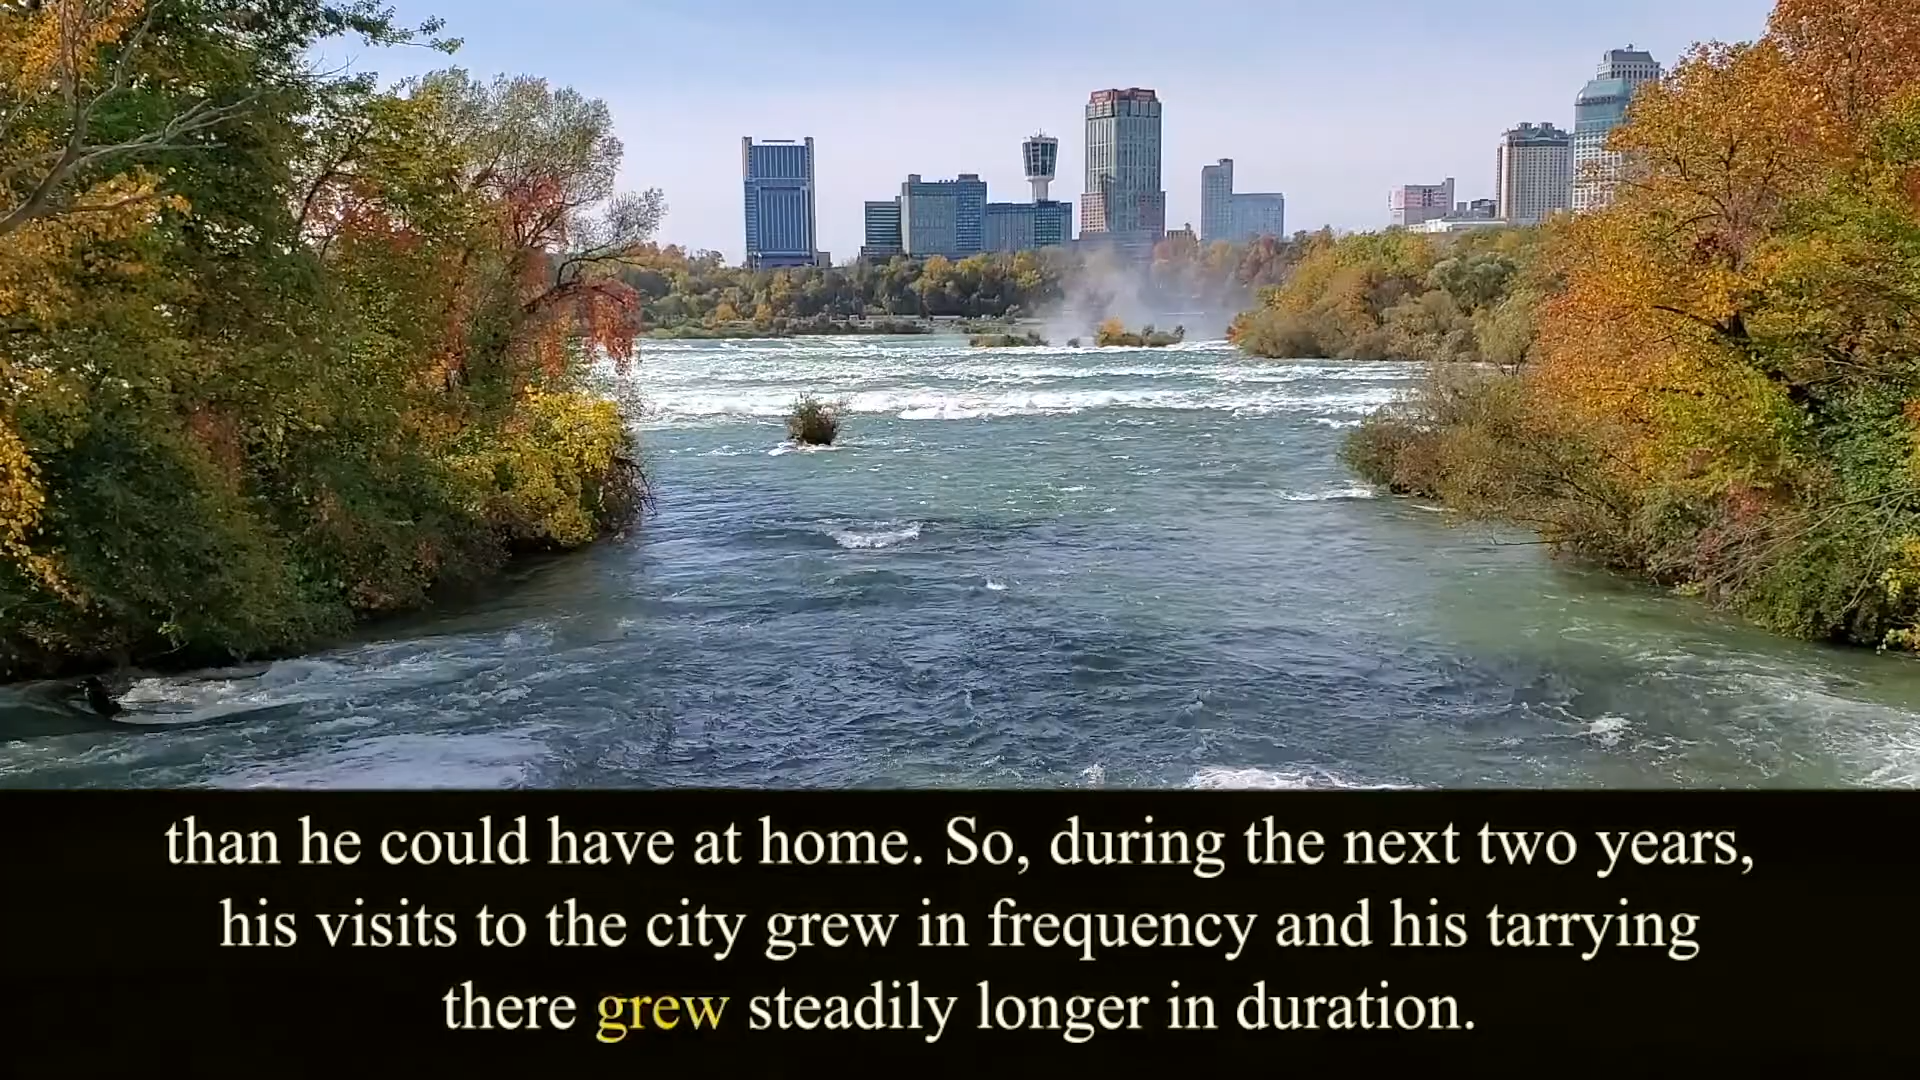 than he could have at home. So, during the next two years,
his visits to the city grew in frequency and his tarrying
there grew steadily longer in duration.